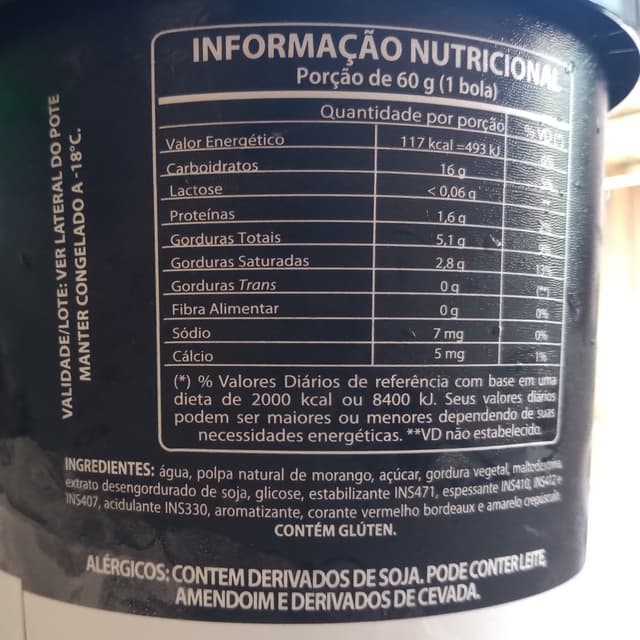 INFORMAÇÃO NUTRICIONAL
Porção de 60 g (1 bola)
Quantidade por porção % VD (*)
Valor Energético 117 kcal =493 kJ
Carboidratos 16 g
Lactose < 0,06 g
Proteínas 1,6 g
Gorduras Totais 5,1 g
Gorduras Saturadas 2,8 g 13%
Gorduras Trans 0 g (**)
Fibra Alimentar 0 g 0%
Sódio 7 mg 0%
Cálcio 5 mg 1%
(*) % Valores Diários de referência com base em uma
dieta de 2000 kcal ou 8400 kJ. Seus valores diários
podem ser maiores ou menores dependendo de suas
necessidades energéticas. **VD não estabelecido.
VALIDADE/LOTE: VER LATERAL DO POTE
MANTER CONGELADO A -18°C.
INGREDIENTES: água, polpa natural de morango, açúcar, gordura vegetal, maltodextrina,
extrato desengordurado de soja, glicose, estabilizante INS471, espessante INS410, INS412 e
INS407, acidulante INS330, aromatizante, corante vermelho bordeaux e amarelo crepúsculo.
CONTÉM GLÚTEN.
ALÉRGICOS: CONTEM DERIVADOS DE SOJA. PODE CONTER LEITE,
AMENDOIM E DERIVADOS DE CEVADA.